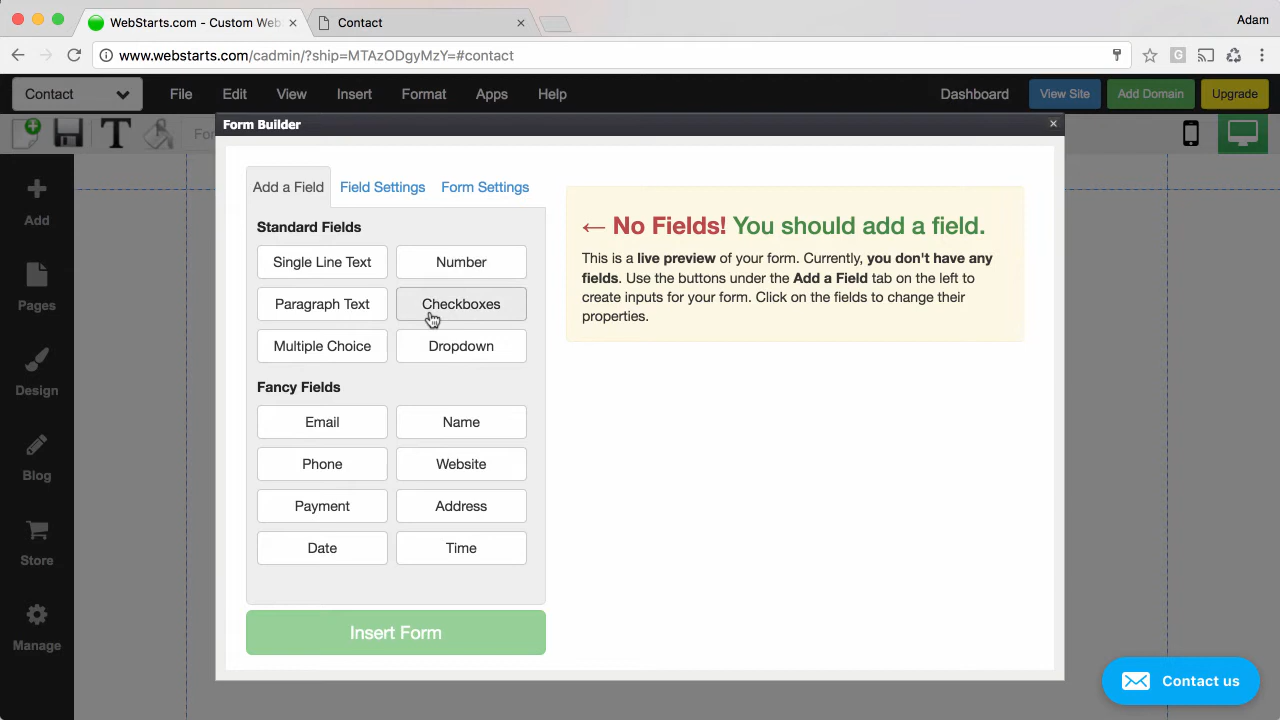 WebStarts.com - Custom Web
Contact
Adam
www.webstarts.com/cadmin/?ship=MTAzODgyMzY=#contact
Contact File Edit View Insert Format Apps Help Dashboard View Site Add Domain Upgrade
Form Builder
Add
Pages
Design
Blog
Store
Manage
Add a Field Field Settings Form Settings
Standard Fields
Single Line Text Number
Paragraph Text Checkboxes
Multiple Choice Dropdown
Fancy Fields
Email Name
Phone Website
Payment Address
Date Time
Insert Form
← No Fields! You should add a field.
This is a live preview of your form. Currently, you don't have any
fields. Use the buttons under the Add a Field tab on the left to
create inputs for your form. Click on the fields to change their
properties.
Contact us